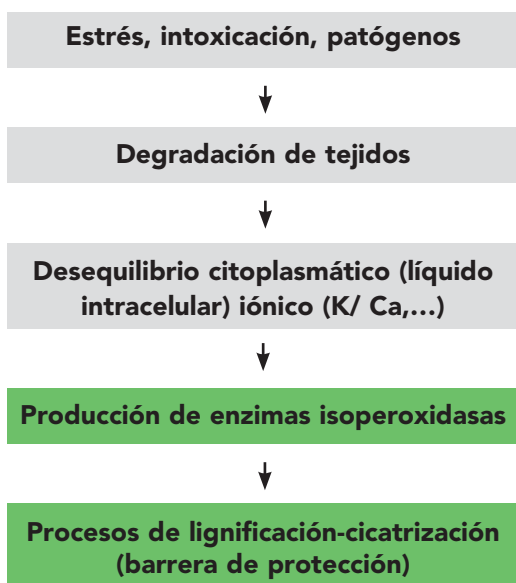 Estrés, intoxicación, patógenos
Degradación de tejidos
Desequilibrio citoplasmático (líquido
intracelular) iónico (K/ Ca,...)
Producción de enzimas isoperoxidasas
Procesos de lignificación-cicatrización
(barrera de protección)